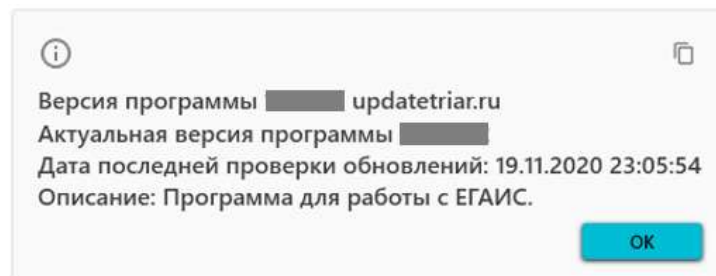 Версия программы updatetriar.ru
Актуальная версия программы
Дата последней проверки обновлений: 19.11.2020 23:05:54
Описание: Программа для работы с ЕГАИС.
ОК